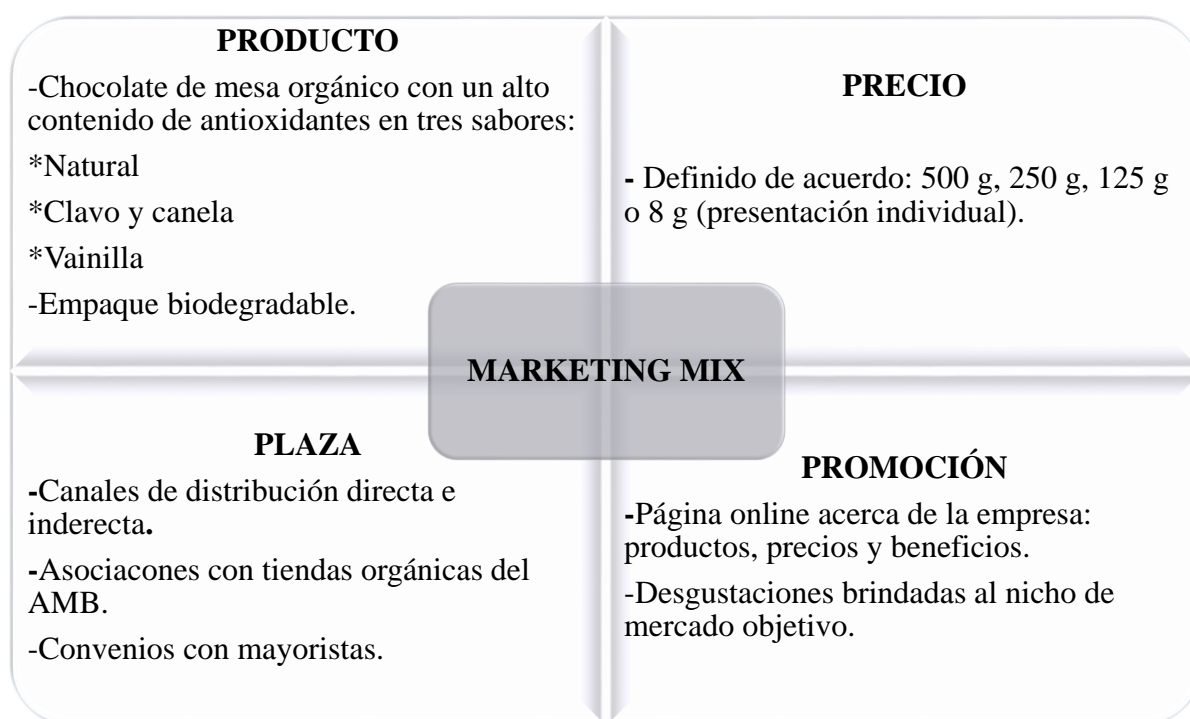 PRODUCTO
-Chocolate de mesa orgánico con un alto
contenido de antioxidantes en tres sabores:
*Natural
*Clavo y canela
*Vainilla
-Empaque biodegradable.
PRECIO
- Definido de acuerdo: 500 g, 250 g, 125 g
o 8 g (presentación individual).
MARKETING MIX
PLAZA
-Canales de distribución directa e
inderecta.
-Asociacones con tiendas orgánicas del
AMB.
-Convenios con mayoristas.
PROMOCIÓN
-Página online acerca de la empresa:
productos, precios y beneficios.
-Desgustaciones brindadas al nicho de
mercado objetivo.